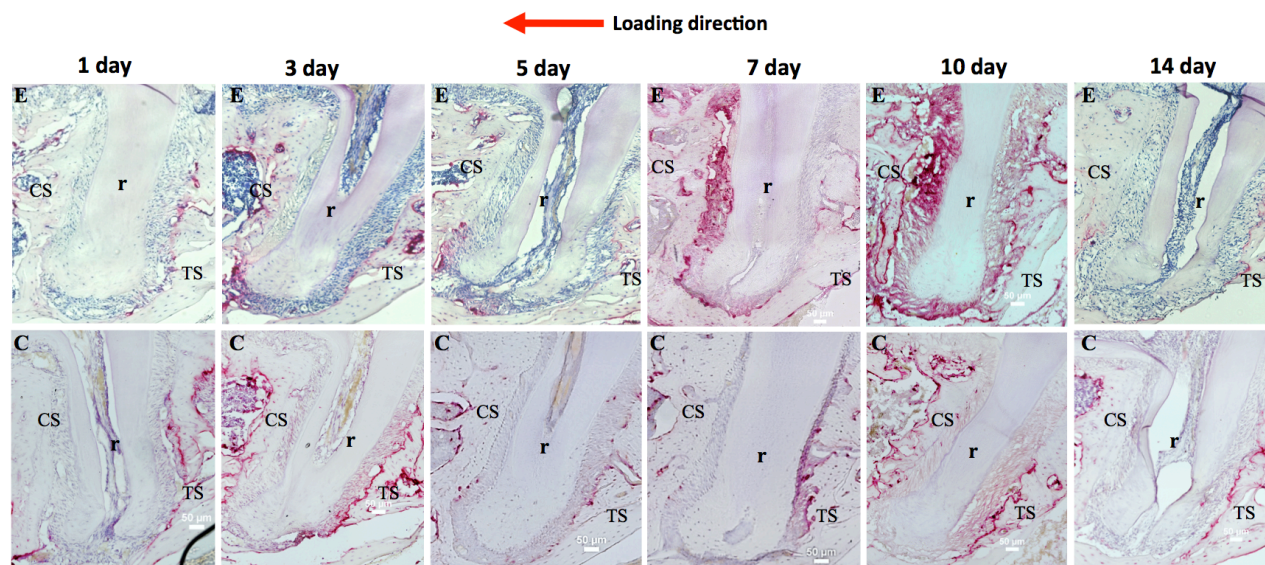 Loading direction
1 day 3 day 5 day 7 day 10 day 14 day
E E E E E E
CS r TS CS r TS CS r TS CS r TS CS r TS CS r TS
50 µm 50 µm
C C C C C C
CS r TS CS r TS CS r TS CS r TS CS r TS CS r TS
50 µm 50 µm 50 µm 50 µm 50 µm